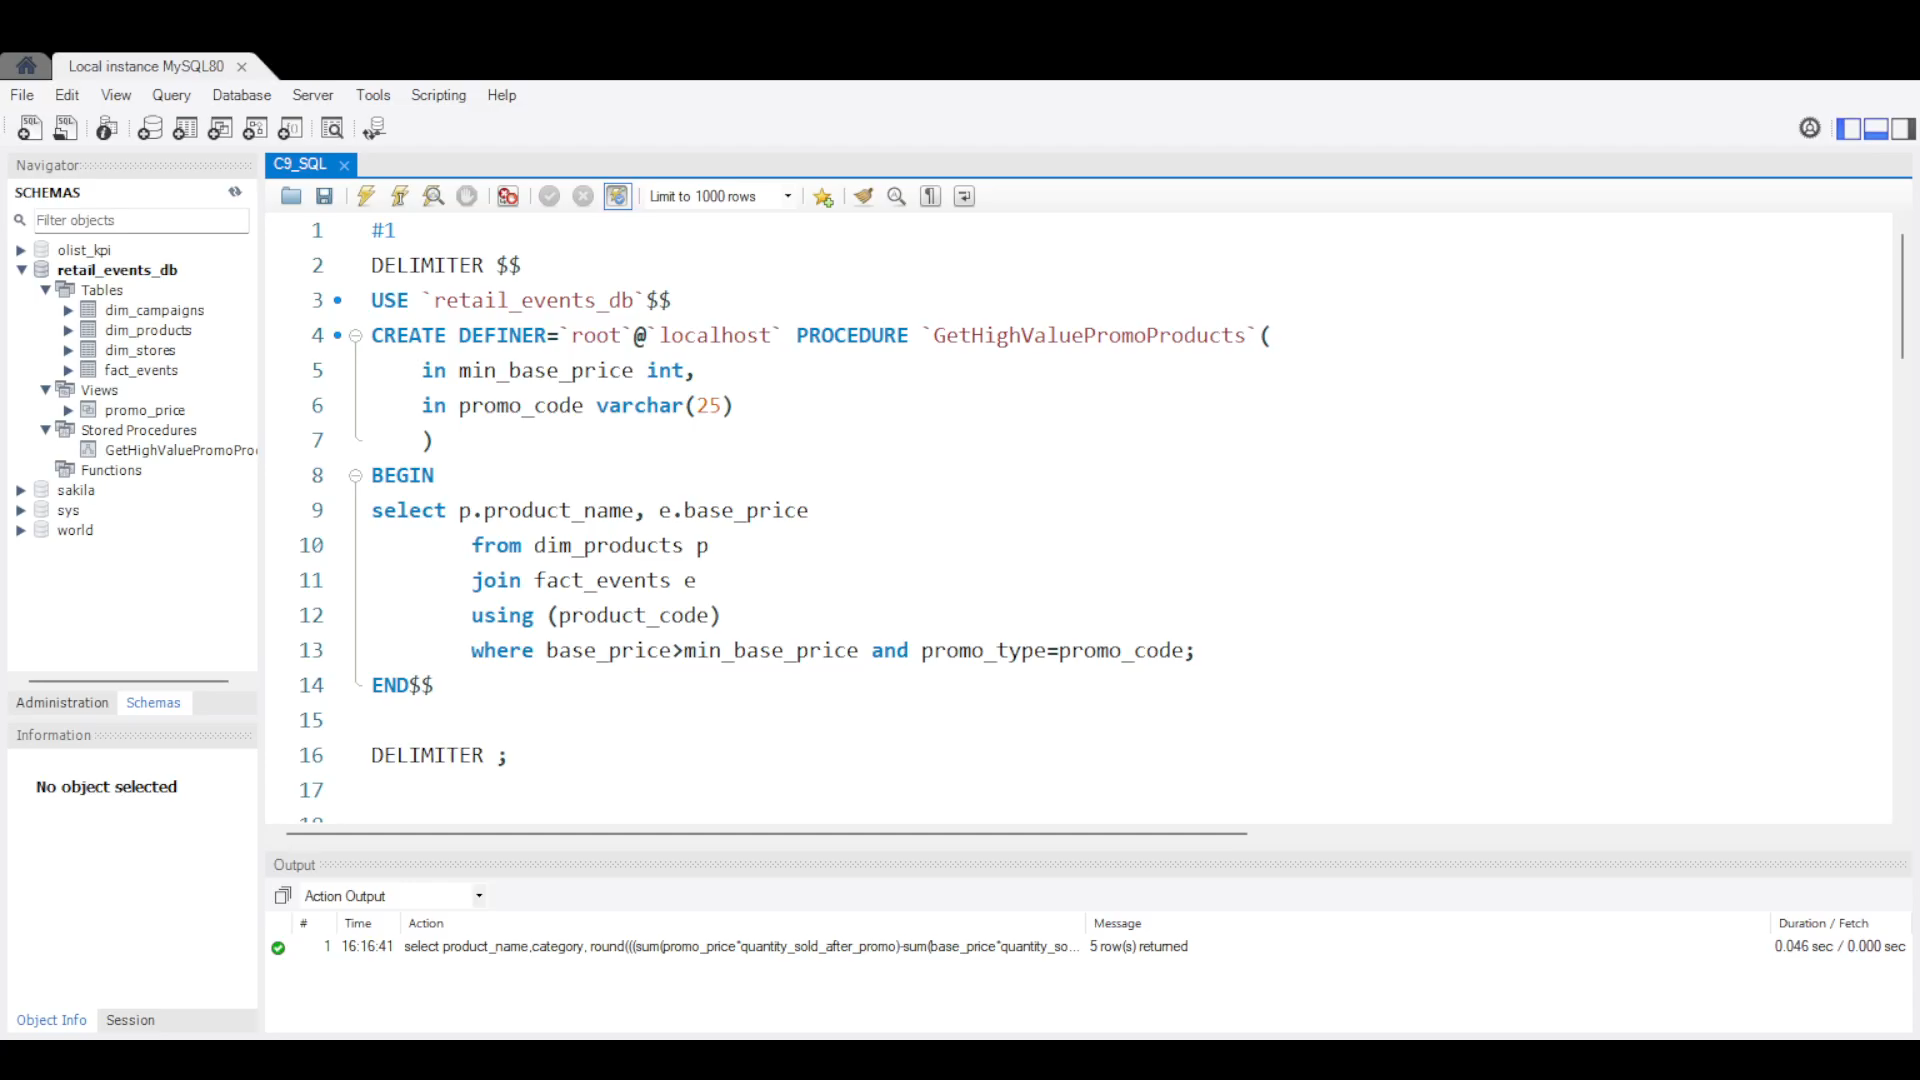 Local instance MySQL80
File Edit View Query Database Server Tools Scripting Help
Navigator
SCHEMAS
Filter objects
olist_kpi
retail_events_db
Tables
dim_campaigns
dim_products
dim_stores
fact_events
Views
promo_price
Stored Procedures
GetHighValuePromoPro
Functions
sakila
sys
world
Administration Schemas
Information
No object selected
Object Info Session
C9_SQL
Limit to 1000 rows
1 #1
2 DELIMITER $$
3 USE `retail_events_db`$$
4 CREATE DEFINER=`root`@`localhost` PROCEDURE `GetHighValuePromoProducts`(
5 in min_base_price int,
6 in promo_code varchar(25)
7 )
8 BEGIN
9 select p.product_name, e.base_price
10 from dim_products p
11 join fact_events e
12 using (product_code)
13 where base_price>min_base_price and promo_type=promo_code;
14 END$$
15
16 DELIMITER ;
17
Output
Action Output
# Time Action Message Duration / Fetch
1 16:16:41 select product_name,category, round(((sum(promo_price*quantity_sold_after_promo)-sum(base_price*quantity_so... 5 row(s) returned 0.046 sec / 0.000 sec